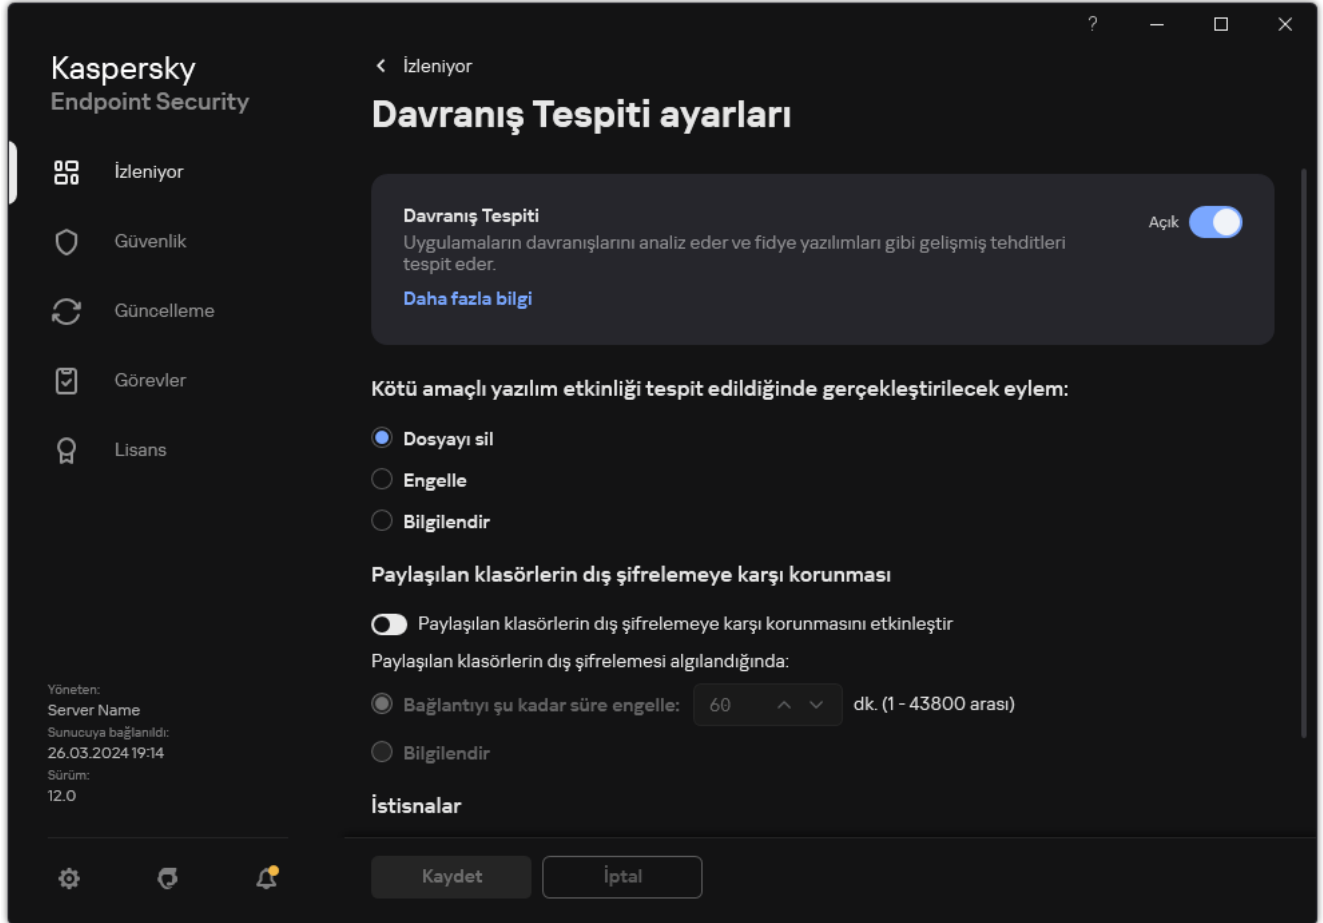 Kaspersky
Endpoint Security
İzleniyor
Güvenlik
Güncelleme
Görevler
Lisans
Yöneten:
Server Name
Sunucuya bağlanıldı:
26.03.2024 19:14
Sürüm:
12.0
?
İzleniyor
Davranış Tespiti ayarları
Davranış Tespiti
Açık
Uygulamaların davranışlarını analiz eder ve fidye yazılımları gibi gelişmiş tehditleri
tespit eder.
Daha fazla bilgi
Kötü amaçlı yazılım etkinliği tespit edildiğinde gerçekleştirilecek eylem:
Dosyayı sil
Engelle
Bilgilendir
Paylaşılan klasörlerin dış şifrelemeye karşı korunması
Paylaşılan klasörlerin dış şifrelemeye karşı korunmasını etkinleştir
Paylaşılan klasörlerin dış şifrelemesi algılandığında:
Bağlantıyı şu kadar süre engelle: 60 dk. (1 - 43800 arası)
Bilgilendir
İstisnalar
Kaydet
İptal